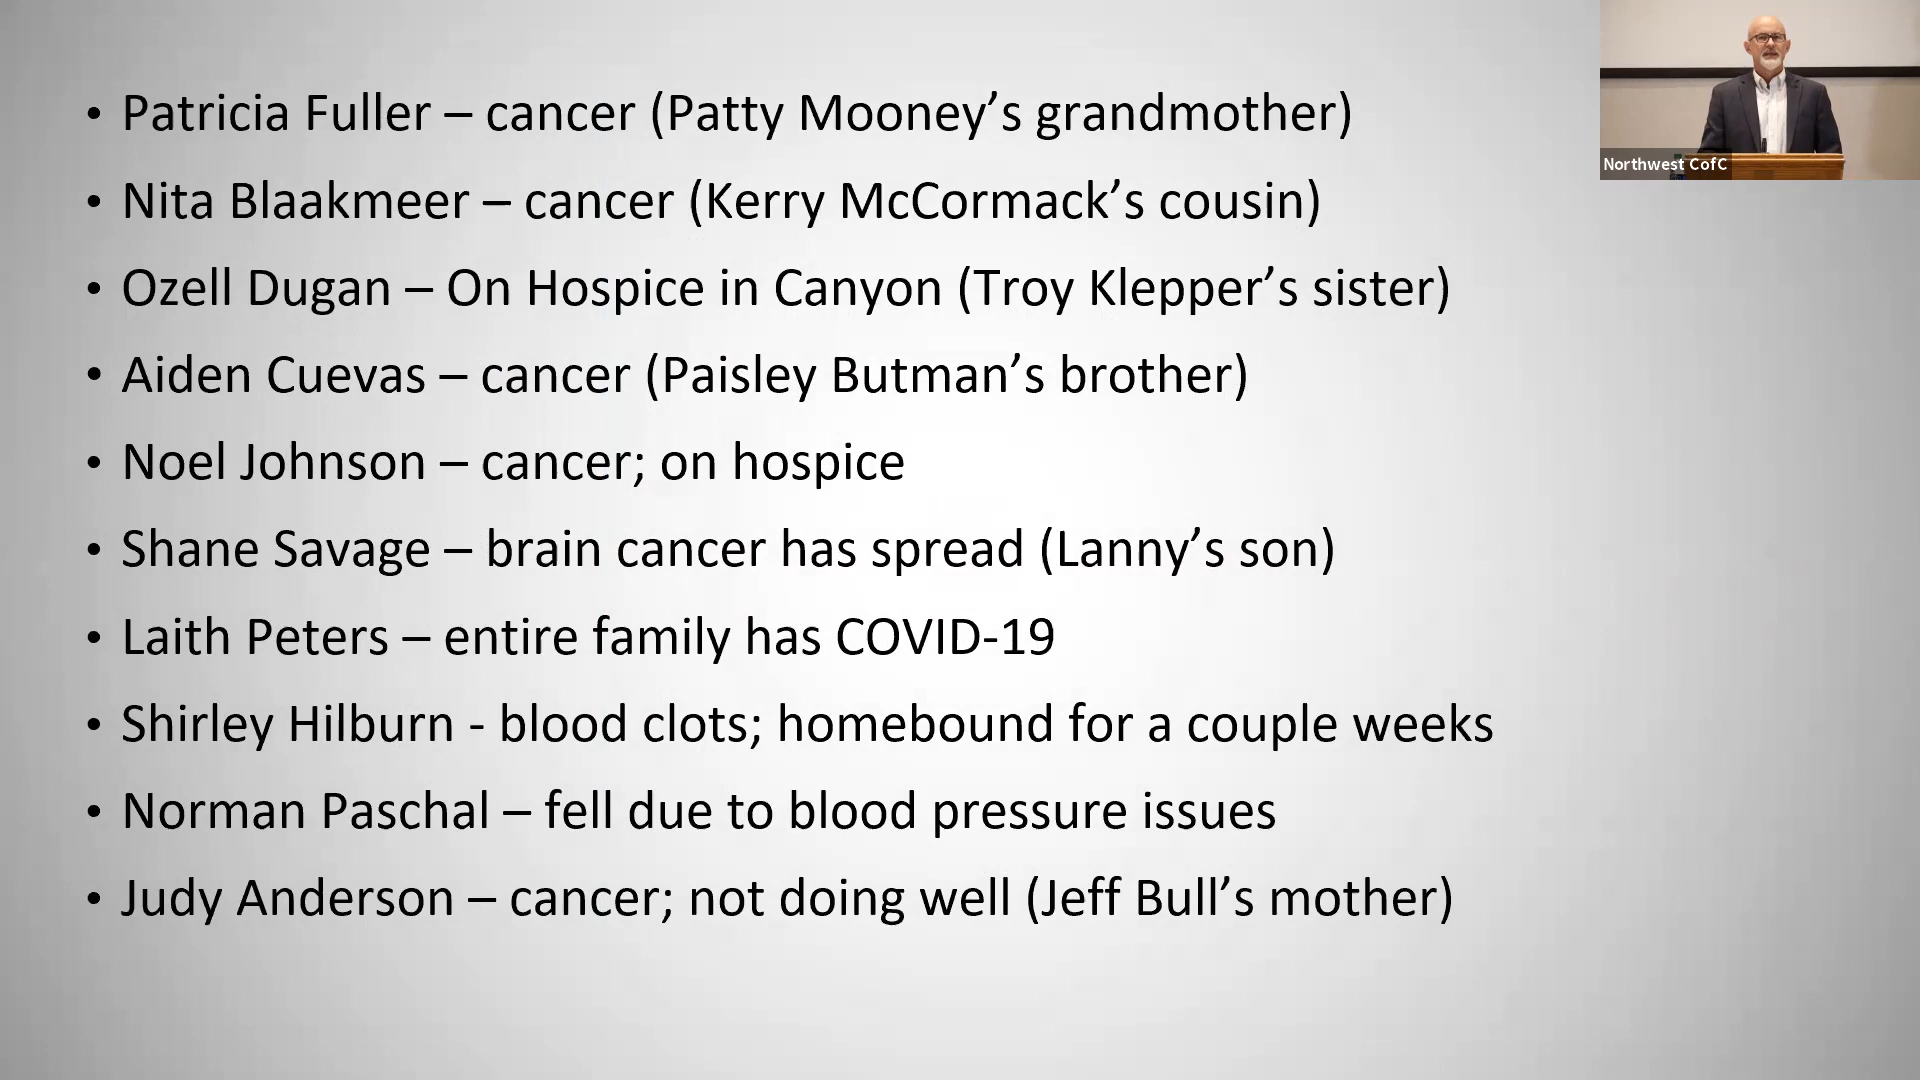 • Patricia Fuller – cancer (Patty Mooney’s grandmother)
• Nita Blaakmeer – cancer (Kerry McCormack’s cousin)
• Ozell Dugan – On Hospice in Canyon (Troy Klepper’s sister)
• Aiden Cuevas – cancer (Paisley Butman’s brother)
• Noel Johnson – cancer; on hospice
• Shane Savage – brain cancer has spread (Lanny’s son)
• Laith Peters – entire family has COVID-19
• Shirley Hilburn - blood clots; homebound for a couple weeks
• Norman Paschal – fell due to blood pressure issues
• Judy Anderson – cancer; not doing well (Jeff Bull’s mother)
Northwest CofC